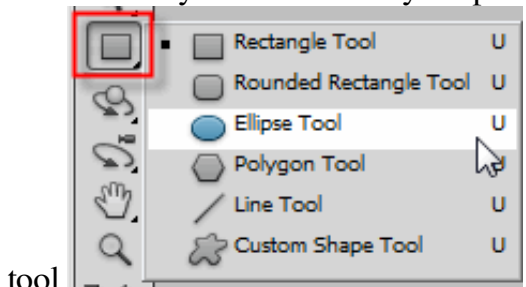 Rectangle Tool U
Rounded Rectangle Tool U
Ellipse Tool U
Polygon Tool
Line Tool U
Custom Shape Tool U
tool